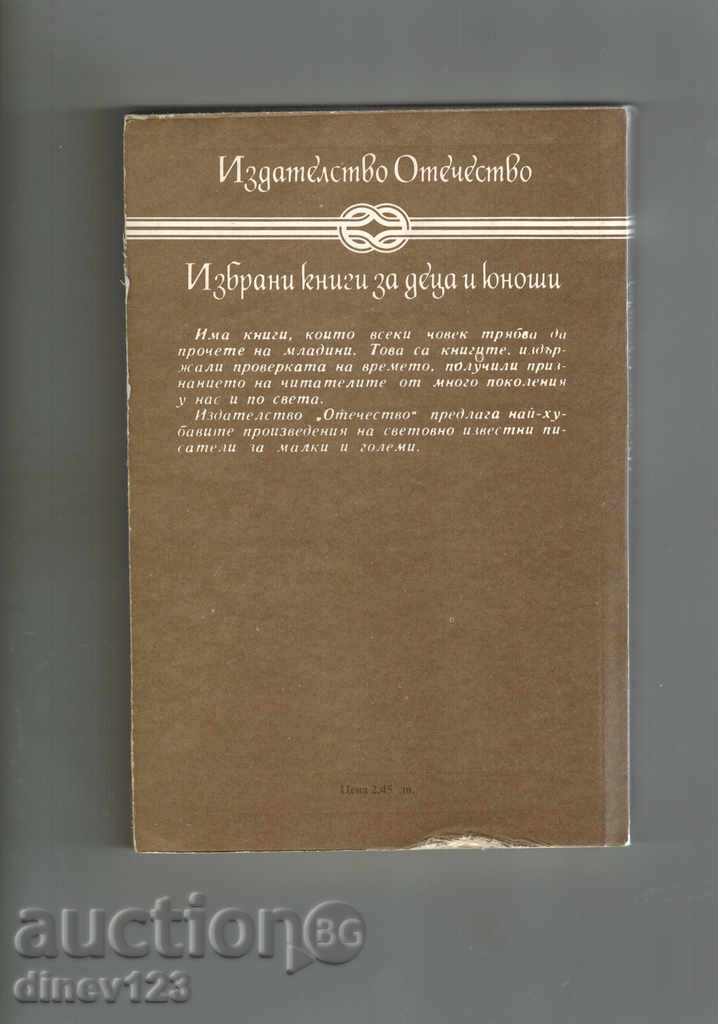 Издателство Отечество
Избрани книги за деца и юноши
Има книги, които всеки човек трябва да
прочете на младини. Това са книгите, издър-
жали проверката на времето, получили приз-
нанието на читателите от много поколения
у нас и по света.
Издателство „Отечество“ предлага най-ху-
бавите произведения на световно известни пи-
сатели за малки и големи.
Цена 2,45 лв.
auction BG
dinev123